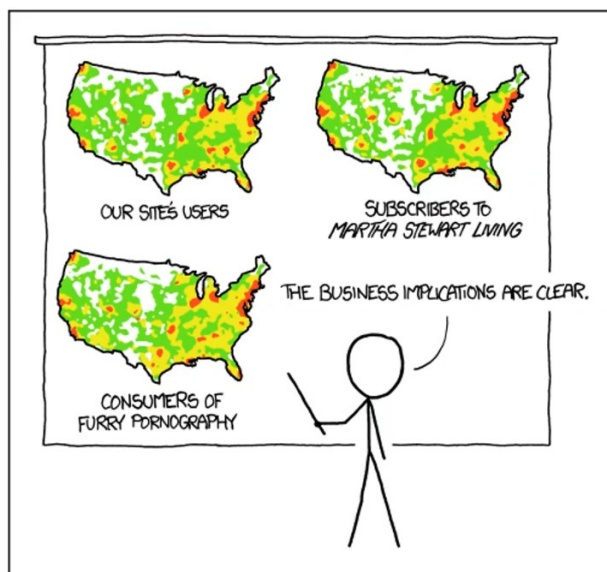 OUR SITE'S USERS
SUBSCRIBERS TO
MARTHA STEWART LIVING
THE BUSINESS IMPLICATIONS ARE CLEAR.
CONSUMERS OF
FURRY PORNOGRAPHY